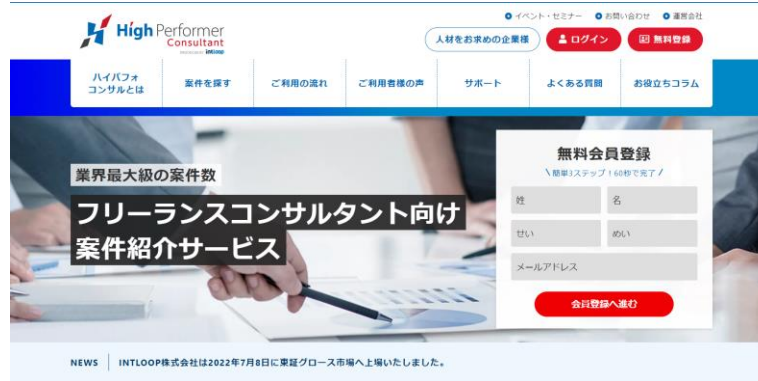 イベント・セミナー
お問い合わせ
運営会社
High Performer
Consultant
PRODUCED BY intloop
人材をお求めの企業様
ログイン
無料登録
ハイパフォ
コンサルとは
案件を探す
ご利用の流れ
ご利用者様の声
サポート
よくある質問
お役立ちコラム
業界最大級の案件数
フリーランスコンサルタント向け
案件紹介サービス
無料会員登録
\ 簡単3ステップ!60秒で完了 /
姓
名
せい
めい
メールアドレス
会員登録へ進む
NEWS
INTLOOP株式会社は2022年7月8日に東証グロース市場へ上場いたしました。